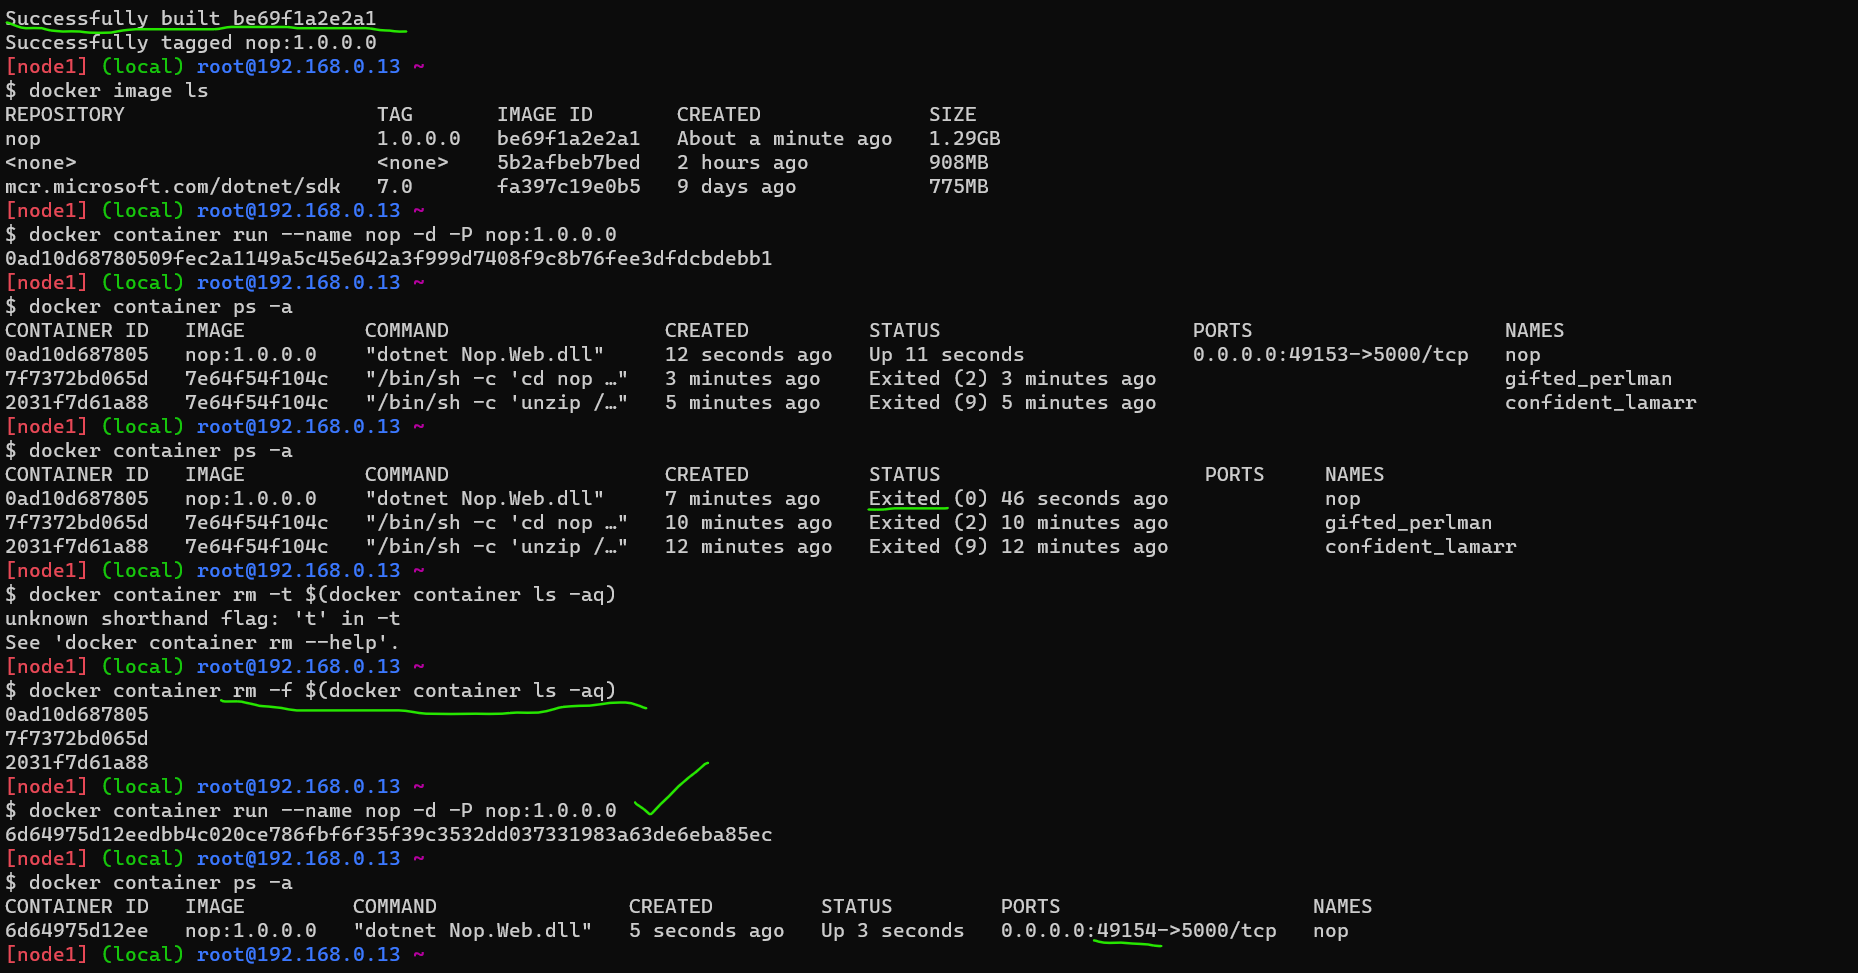 Successfully built be69f1a2e2a1
Successfully tagged nop:1.0.0.0
[node1] (local) root@192.168.0.13 ~
$ docker image ls
REPOSITORY TAG IMAGE ID CREATED SIZE
nop 1.0.0.0 be69f1a2e2a1 About a minute ago 1.29GB
<none> <none> 5b2afbeb7bed 2 hours ago 908MB
mcr.microsoft.com/dotnet/sdk 7.0 fa397c19e0b5 9 days ago 775MB
[node1] (local) root@192.168.0.13 ~
$ docker container run --name nop -d -P nop:1.0.0.0
0ad10d68780509fec2a1149a5c45e642a3f999d7408f9c8b76fee3dfdcbdebb1
[node1] (local) root@192.168.0.13 ~
$ docker container ps -a
CONTAINER ID IMAGE COMMAND CREATED STATUS PORTS NAMES
0ad10d687805 nop:1.0.0.0 "dotnet Nop.Web.dll" 12 seconds ago Up 11 seconds 0.0.0.0:49153->5000/tcp nop
7f7372bd065d 7e64f54f104c "/bin/sh -c 'cd nop …" 3 minutes ago Exited (2) 3 minutes ago gifted_perlman
2031f7d61a88 7e64f54f104c "/bin/sh -c 'unzip /…" 5 minutes ago Exited (9) 5 minutes ago confident_lamarr
[node1] (local) root@192.168.0.13 ~
$ docker container ps -a
CONTAINER ID IMAGE COMMAND CREATED STATUS PORTS NAMES
0ad10d687805 nop:1.0.0.0 "dotnet Nop.Web.dll" 7 minutes ago Exited (0) 46 seconds ago nop
7f7372bd065d 7e64f54f104c "/bin/sh -c 'cd nop …" 10 minutes ago Exited (2) 10 minutes ago gifted_perlman
2031f7d61a88 7e64f54f104c "/bin/sh -c 'unzip /…" 12 minutes ago Exited (9) 12 minutes ago confident_lamarr
[node1] (local) root@192.168.0.13 ~
$ docker container rm -t $(docker container ls -aq)
unknown shorthand flag: 't' in -t
See 'docker container rm --help'.
[node1] (local) root@192.168.0.13 ~
$ docker container rm -f $(docker container ls -aq)
0ad10d687805
7f7372bd065d
2031f7d61a88
[node1] (local) root@192.168.0.13 ~
$ docker container run --name nop -d -P nop:1.0.0.0
6d64975d12eedbb4c020ce786fbf6f35f39c3532dd037331983a63de6eba85ec
[node1] (local) root@192.168.0.13 ~
$ docker container ps -a
CONTAINER ID IMAGE COMMAND CREATED STATUS PORTS NAMES
6d64975d12ee nop:1.0.0.0 "dotnet Nop.Web.dll" 5 seconds ago Up 3 seconds 0.0.0.0:49154->5000/tcp nop
[node1] (local) root@192.168.0.13 ~